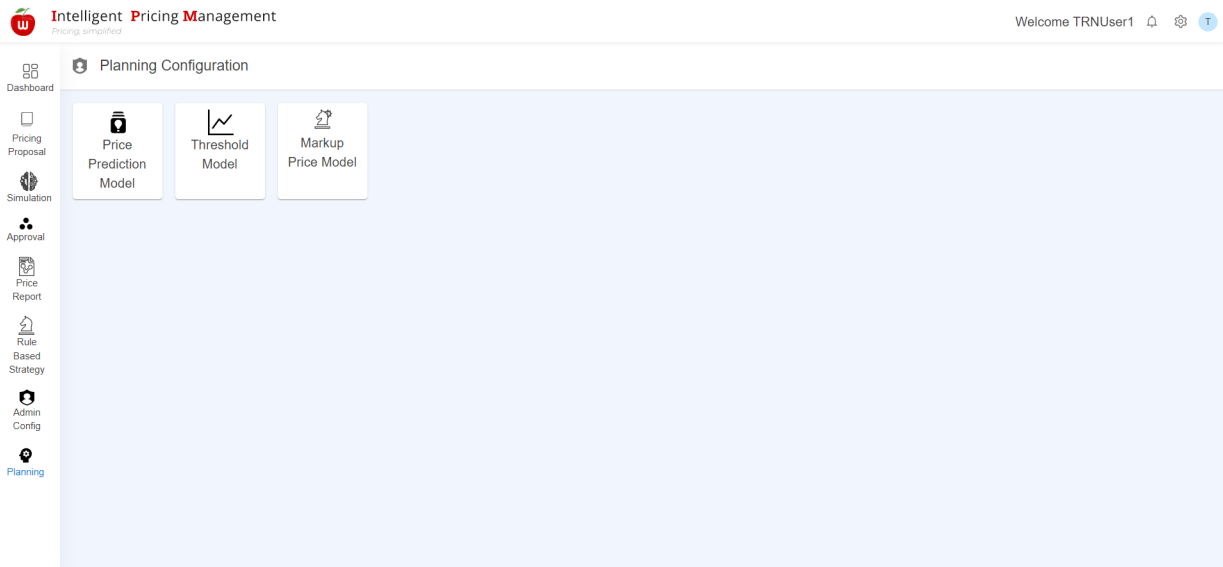 Intelligent Pricing Management
Pricing, simplified
Welcome TRNUser1
T
Planning Configuration
Dashboard
Pricing
Proposal
Simulation
Approval
Price
Report
Rule
Based
Strategy
Admin
Config
Planning
Price
Prediction
Model
Threshold
Model
Markup
Price Model